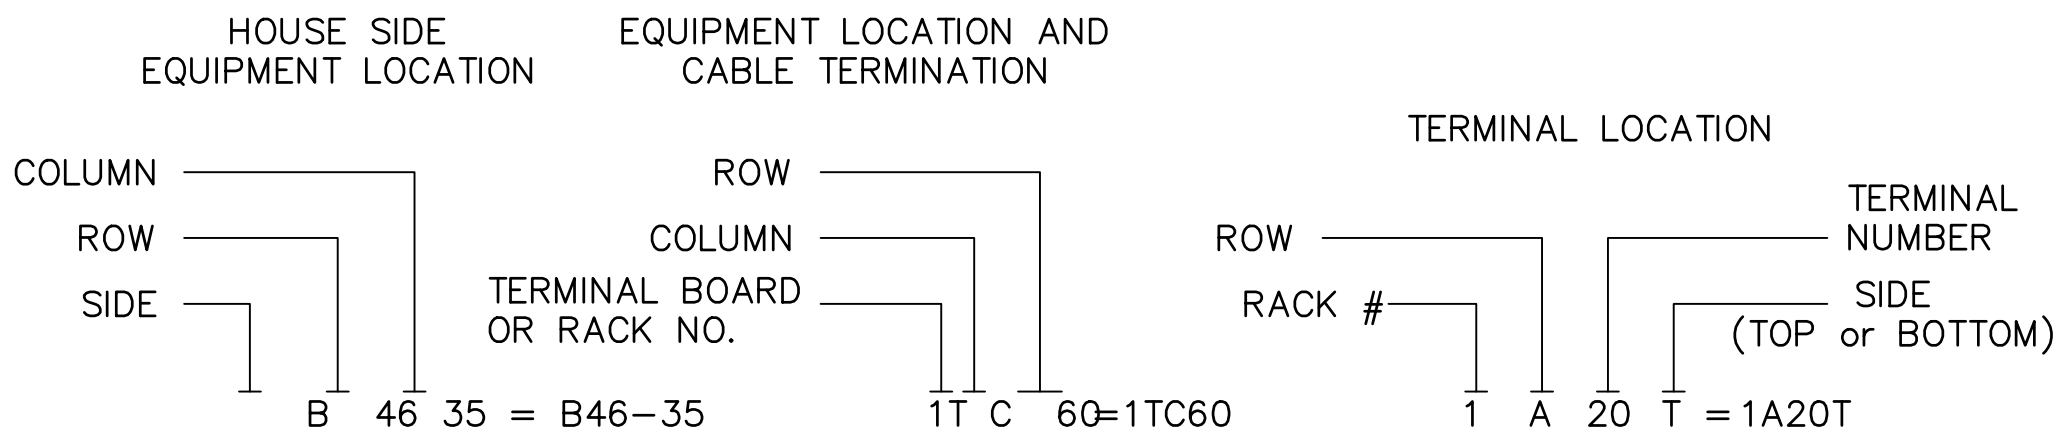 HOUSE SIDE
EQUIPMENT LOCATION
COLUMN
ROW
SIDE
B 46 35 = B46-35
EQUIPMENT LOCATION AND
CABLE TERMINATION
ROW
COLUMN
TERMINAL BOARD
OR RACK NO.
1T C 60=1TC60
TERMINAL LOCATION
ROW
RACK #
TERMINAL
NUMBER
SIDE
(TOP or BOTTOM)
1 A 20 T = 1A20T